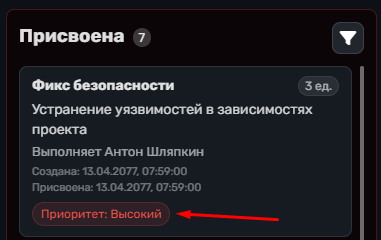 Присвоена 7
Фикс безопасности 3 ед.
Устранение уязвимостей в зависимостях
проекта
Выполняет Антон Шляпкин
Создана: 13.04.2077, 07:59:00
Присвоена: 13.04.2077, 07:59:00
Приоритет: Высокий